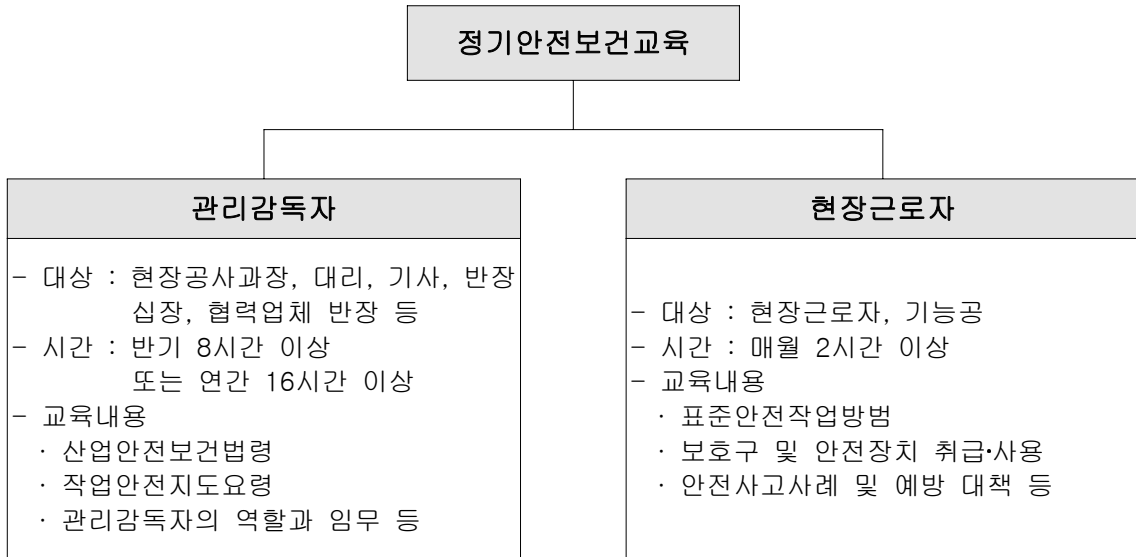 정기안전보건교육
관리감독자
- 대상 : 현장공사과장, 대리, 기사, 반장
십장, 협력업체 반장 등
- 시간 : 반기 8시간 이상
또는 연간 16시간 이상
- 교육내용
· 산업안전보건법령
· 작업안전지도요령
· 관리감독자의 역할과 임무 등
현장근로자
- 대상 : 현장근로자, 기능공
- 시간 : 매월 2시간 이상
- 교육내용
· 표준안전작업방범
· 보호구 및 안전장치 취급·사용
· 안전사고사례 및 예방 대책 등